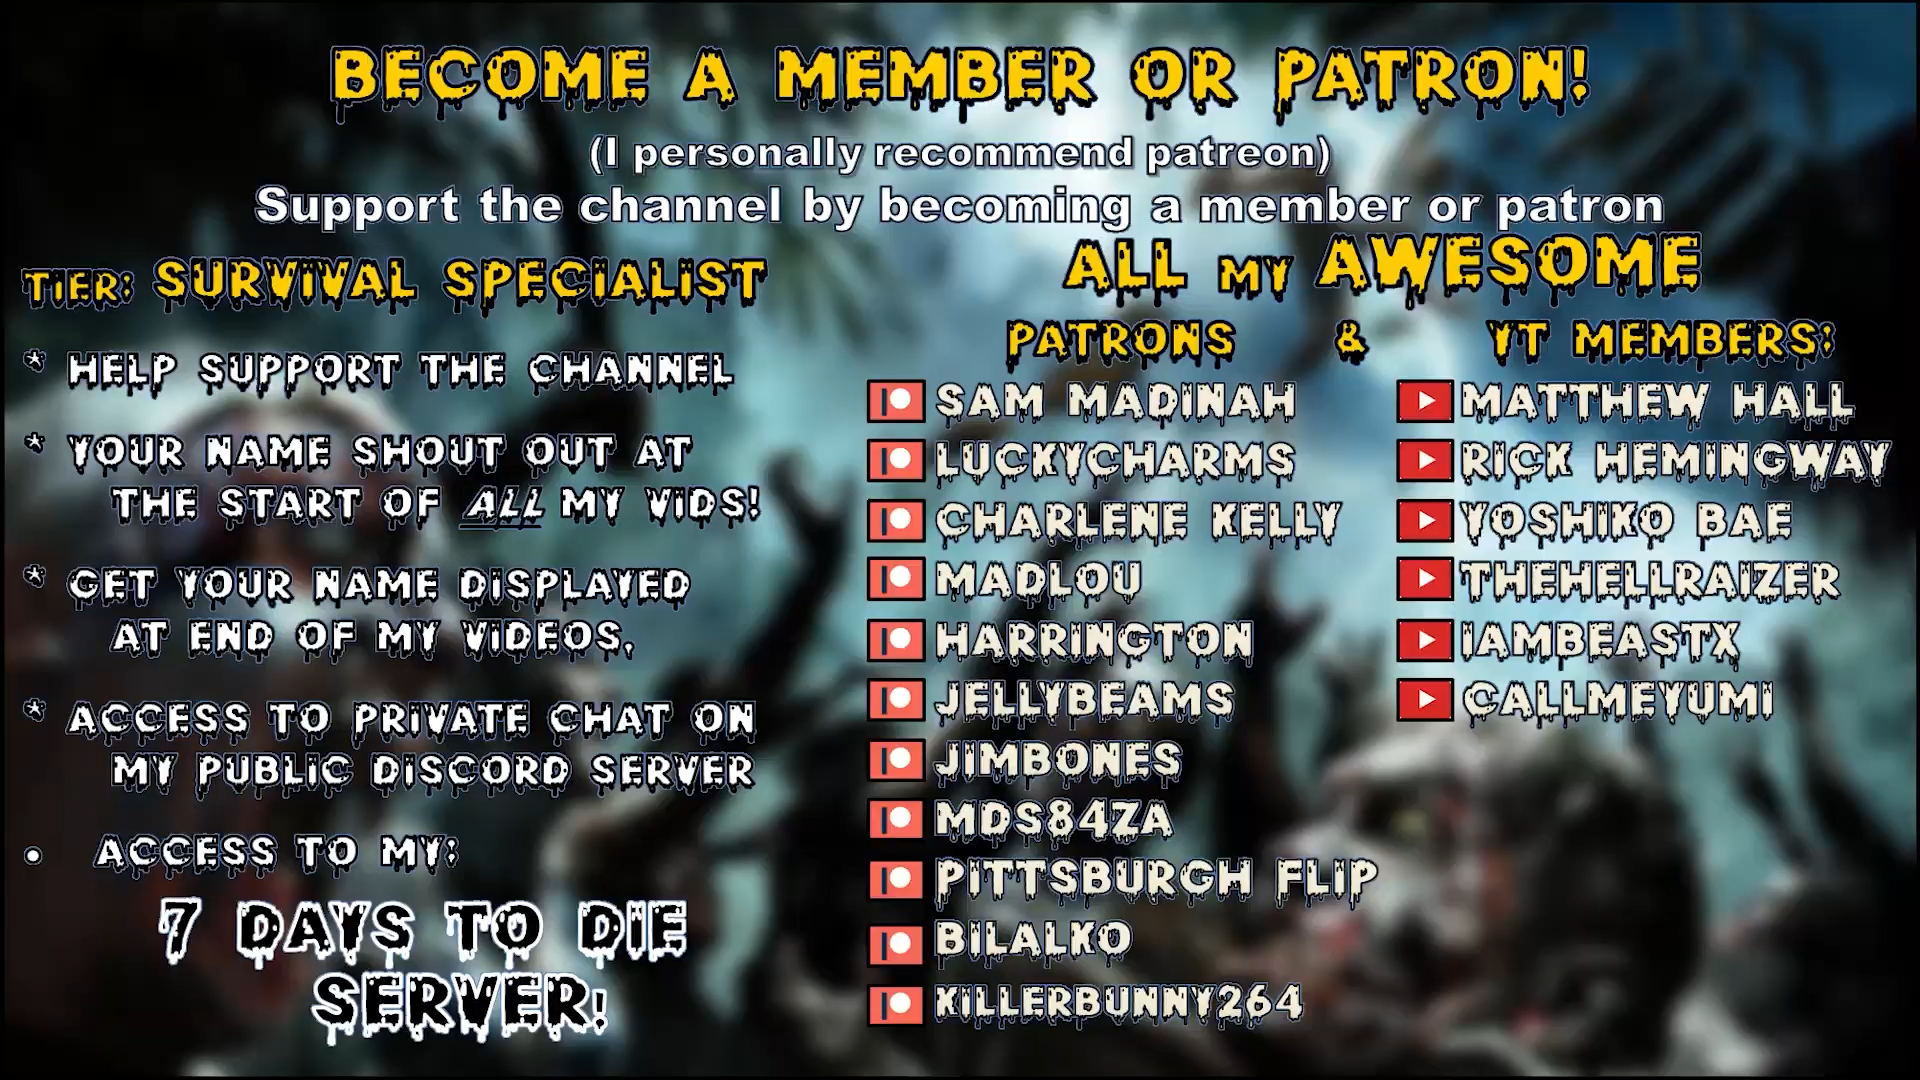 BECOME A MEMBER OR PATRON!
(I personally recommend patreon)
Support the channel by becoming a member or patron
TIER: SURVIVAL SPECIALIST
* HELP SUPPORT THE CHANNEL
* YOUR NAME SHOUT OUT AT
THE START OF ALL MY VIDS!
* GET YOUR NAME DISPLAYED
AT END OF MY VIDEOS.
* ACCESS TO PRIVATE CHAT ON
MY PUBLIC DISCORD SERVER
• ACCESS TO MY:
7 DAYS TO DIE
SERVER!
ALL MY AWESOME
PATRONS & YT MEMBERS:
SAM MADINAH
LUCKYCHARMS
CHARLENE KELLY
MADLOU
HARRINGTON
JELLYBEAMS
JIMBONES
MDS84ZA
PITTSBURGH FLIP
BILALKO
KILLERBUNNY264
MATTHEW HALL
RICK HEMINGWAY
YOSHIKO BAE
THEHELLRAIZER
IAMBEASTX
CALLMEYUMI